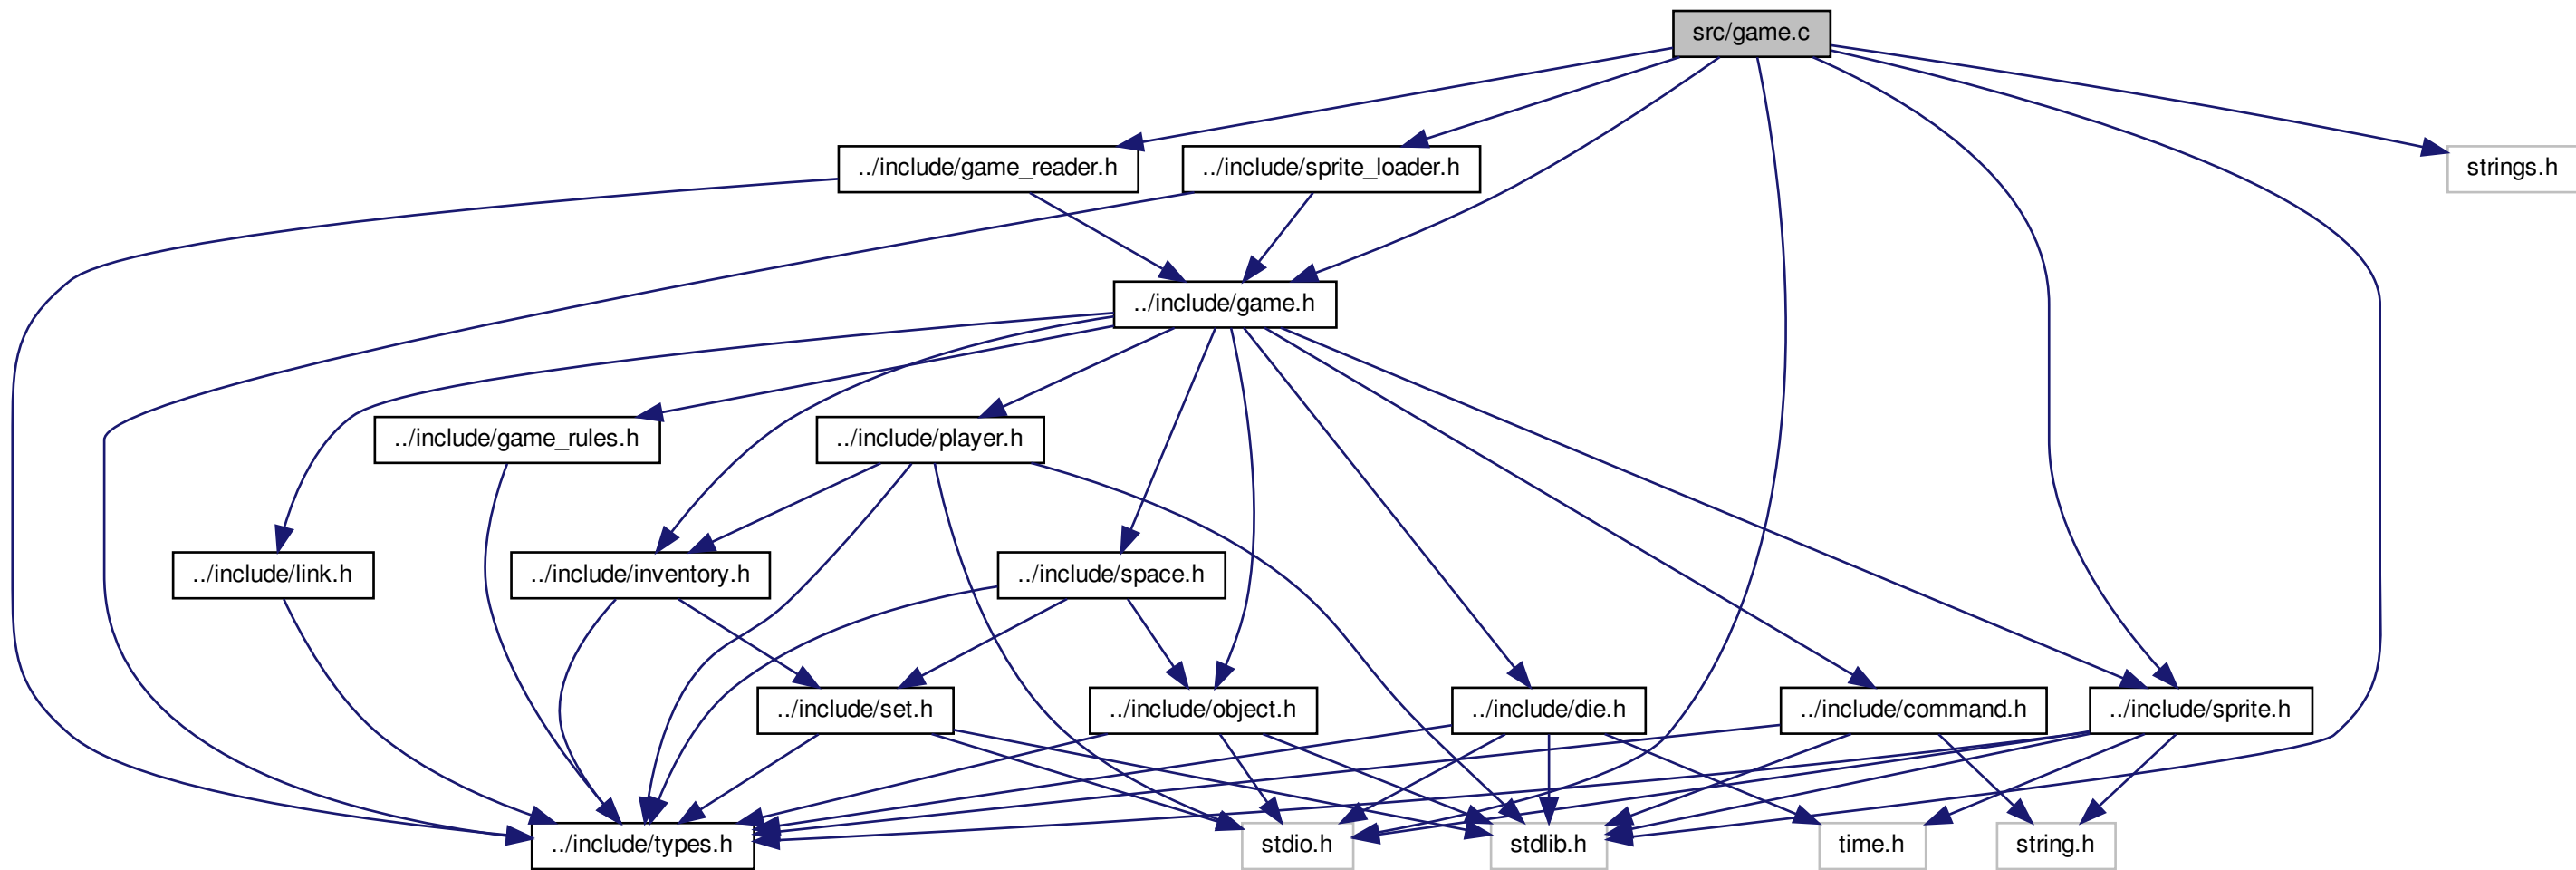 src/game.c
../include/game_reader.h
../include/sprite_loader.h
strings.h
../include/game.h
../include/game_rules.h
../include/player.h
../include/link.h
../include/inventory.h
../include/space.h
../include/set.h
../include/object.h
../include/die.h
../include/command.h
../include/sprite.h
../include/types.h
stdio.h
stdlib.h
time.h
string.h